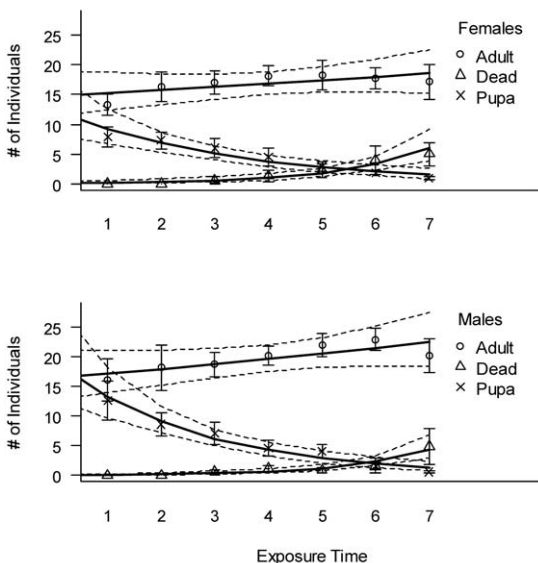 Females
Adult
Dead
Pupa
# of Individuals
25
20
15
10
5
0
1 2 3 4 5 6 7
Males
Adult
Dead
Pupa
# of Individuals
25
20
15
10
5
0
1 2 3 4 5 6 7
Exposure Time